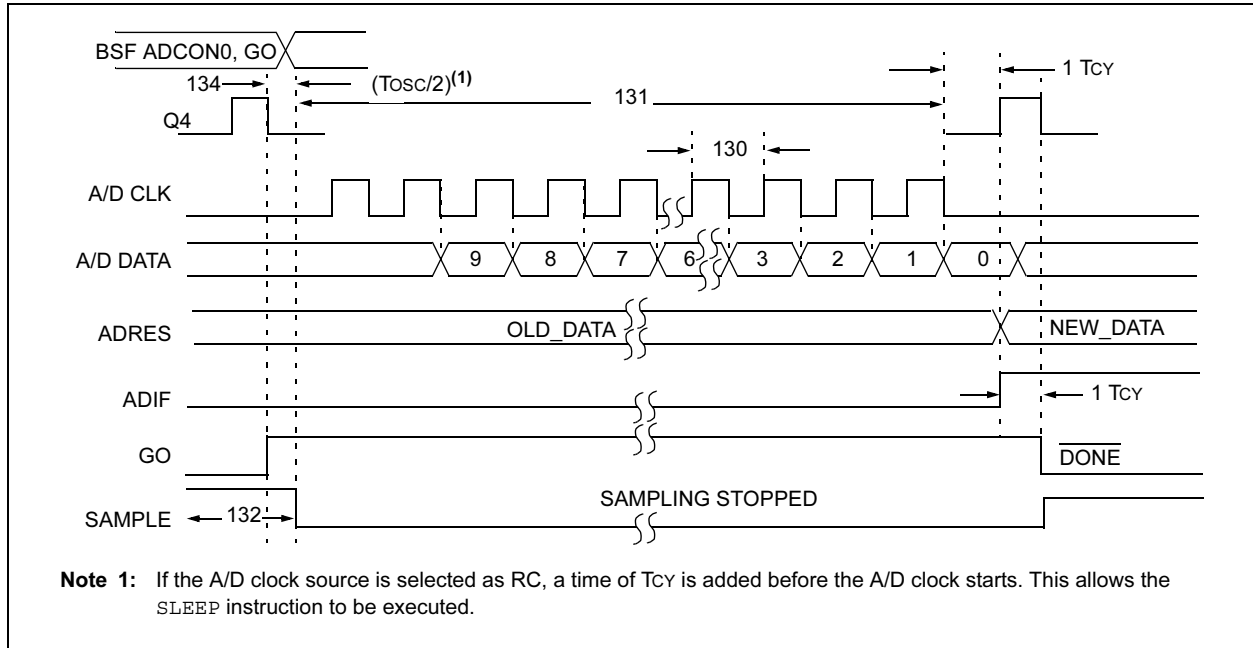 BSF ADCON0, GO
134
(TOSC/2)(1)
131
1 TCY
Q4
130
A/D CLK
A/D DATA
9
8
7
6
3
2
1
0
ADRES
OLD_DATA
NEW_DATA
ADIF
1 TCY
GO
DONE
SAMPLE
132
SAMPLING STOPPED
Note 1: If the A/D clock source is selected as RC, a time of TCY is added before the A/D clock starts. This allows the
SLEEP instruction to be executed.